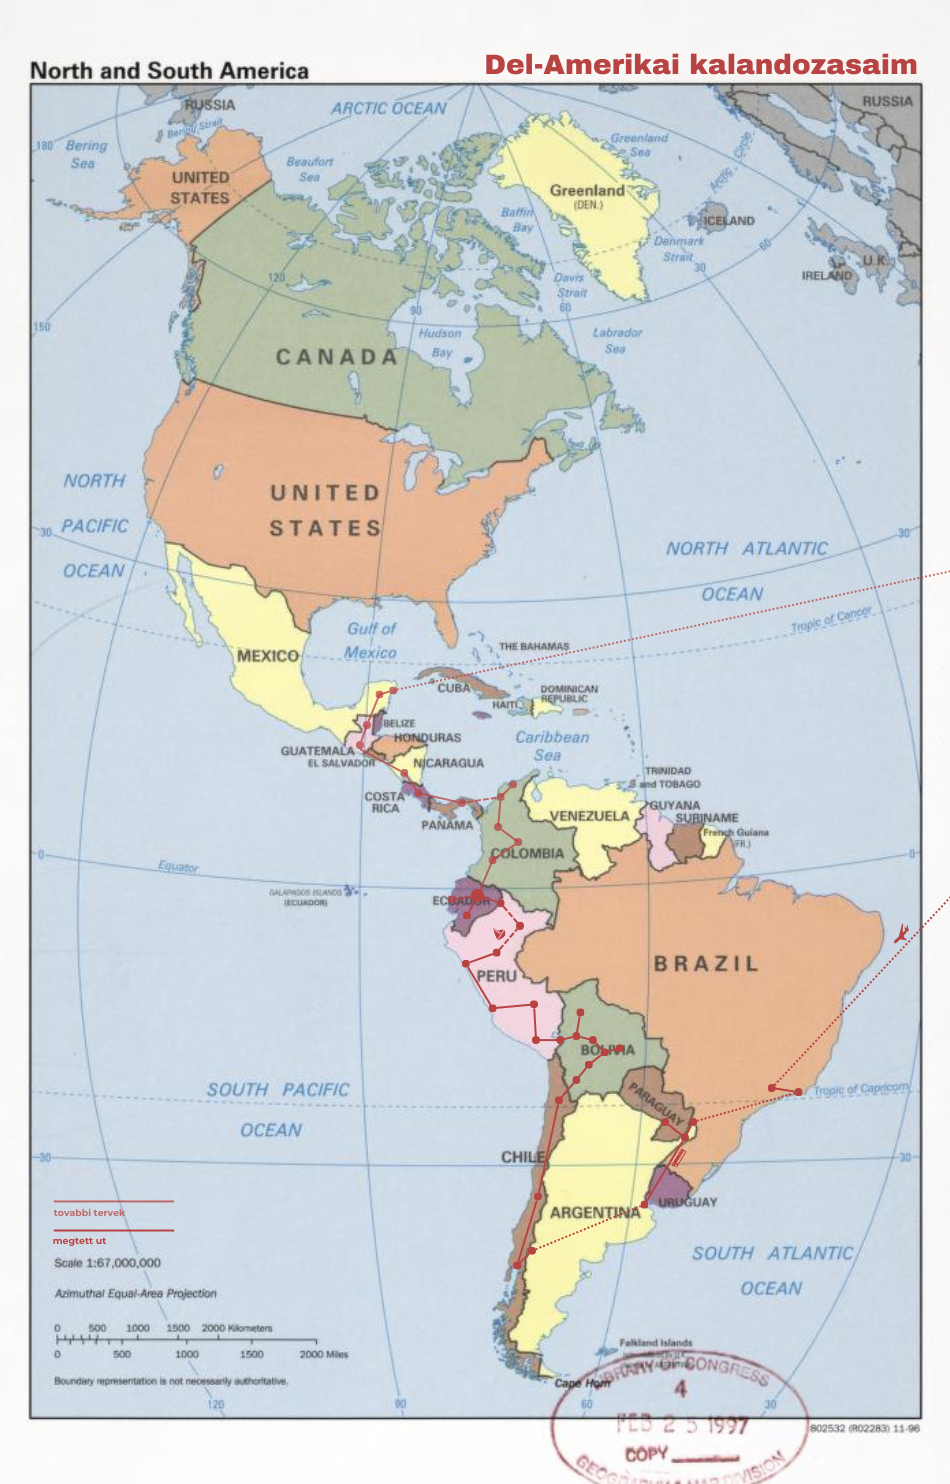 North and South America
Del-Amerikai kalandozasaim
RUSSIA
ARCTIC OCEAN
RUSSIA
Bering Strait
180
Bering
Sea
Beaufort
Sea
Greenland
Sea
Arctic Circle
UNITED
STATES
Greenland
(DEN.)
Baffin
Bay
ICELAND
Denmark
Strait
60
U.K.
IRELAND
30
120
Davis
Strait
60
90
150
Hudson
Bay
Labrador
Sea
CANADA
NORTH
PACIFIC
OCEAN
UNITED
STATES
30
30
NORTH ATLANTIC
OCEAN
Tropic of Cancer
Gulf of
Mexico
THE BAHAMAS
MEXICO
CUBA
DOMINICAN
REPUBLIC
HAITI
BELIZE
HONDURAS
GUATEMALA
EL SALVADOR
NICARAGUA
Caribbean
Sea
TRINIDAD
and TOBAGO
COSTA
RICA
PANAMA
VENEZUELA
GUYANA
SURINAME
French Guiana
(FR.)
COLOMBIA
0
0
Equator
GALAPAGOS ISLANDS
(ECUADOR)
ECUADOR
BRAZIL
PERU
BOLIVIA
SOUTH PACIFIC
OCEAN
Tropic of Capricorn
PARAGUAY
CHILE
30
30
URUGUAY
ARGENTINA
tovabbi tervek
megtett ut
SOUTH ATLANTIC
OCEAN
Scale 1:67,000,000
Azimuthal Equal-Area Projection
0 500 1000 1500 2000 Kilometers
0 500 1000 1500 2000 Miles
Boundary representation is not necessarily authoritative.
Falkland Islands
Cape Horn
120
90
60
30
LIBRARY OF CONGRESS
4
FEB 25 1997
COPY
GEOGRAPHY & MAP DIVISION
802532 (R02283) 11-96